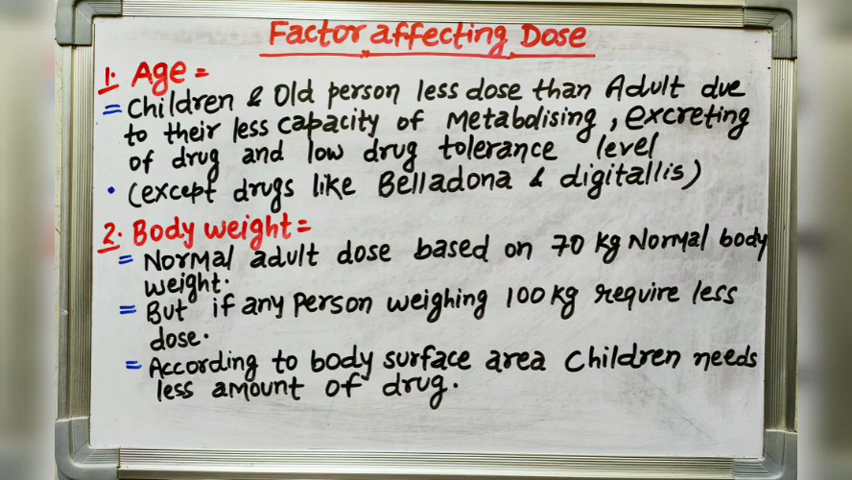 Factor affecting Dose
1. Age =
= Children & Old person less dose than Adult due
to their less capacity of Metabolising, excreting
of drug and low drug tolerance level
• (except drugs like Belladona & digitallis)
2. Body weight =
= Normal adult dose based on 70 kg Normal body
weight.
= But if any Person weighing 100 kg require less
dose.
= According to body surface area Children needs
less amount of drug.